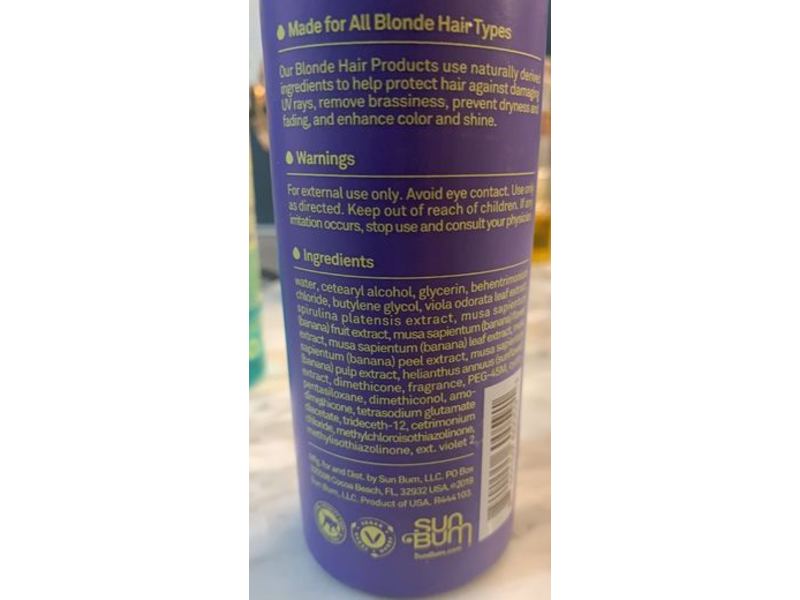 Made for All Blonde Hair Types
Our Blonde Hair Products use naturally derived
ingredients to help protect hair against damaging
UV rays, remove brassiness, prevent dryness and
fading, and enhance color and shine.
Warnings
For external use only. Avoid eye contact. Use only
as directed. Keep out of reach of children. If any
irritation occurs, stop use and consult your physician.
Ingredients
water, cetearyl alcohol, glycerin, behentrimonium
chloride, butylene glycol, viola odorata leaf extract,
spirulina platensis extract, musa sapientum
(banana) fruit extract, musa sapientum (banana) flower
extract, musa sapientum (banana) leaf extract, musa
sapientum (banana) peel extract, musa sapientum
(banana) pulp extract, helianthus annuus (sunflower)
extract, dimethicone, fragrance, PEG-45M,
pentasiloxane, dimethiconol, amo-
dimethicone, tetrasodium glutamate
diacetate, trideceth-12, cetrimonium
chloride, methylchloroisothiazolinone,
methylisothiazolinone, ext. violet 2
Mfg. for and Dist. by Sun Bum, LLC. PO Box
Cocoa Beach, FL, 32932 USA. ©2019
Sun Bum, LLC. Product of USA. R444103
VEGAN
SUN
BUM
SunBum.com